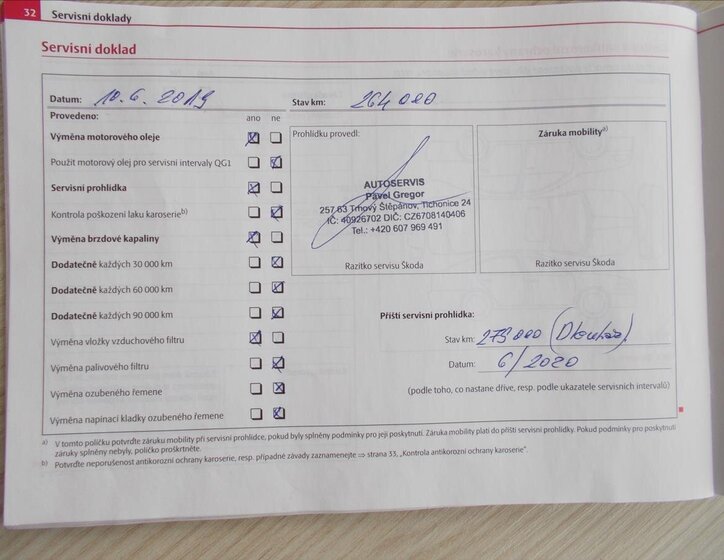 32 Servisní doklady
Servisní doklad
Datum: 10.6.2019 Stav km: 264 000
Provedeno: ano ne
Výměna motorového oleje
Použit motorový olej pro servisní intervaly QG1
Servisní prohlídka
Kontrola poškození laku karoserie b)
Výměna brzdové kapaliny
Dodatečně každých 30 000 km
Dodatečně každých 60 000 km
Dodatečně každých 90 000 km
Výměna vložky vzduchového filtru
Výměna palivového filtru
Výměna ozubeného řemene
Výměna napínací kladky ozubeného řemene
Prohlídku provedl:
AUTOSERVIS
Pavel Gregor
257 63 Trhový Štěpánov, Tichonice 24
IČ: 40926702 DIČ: CZ6708140406
Tel.: +420 607 969 491
Razítko servisu Škoda
Záruka mobility a)
Razítko servisu Škoda
Příští servisní prohlídka:
Stav km: 279 000 (Dlouhá)
Datum: 6/2020
(podle toho, co nastane dříve, resp. podle ukazatele servisních intervalů)
a) V tomto políčku potvrďte záruku mobility při servisní prohlídce, pokud byly splněny podmínky pro její poskytnutí. Záruka mobility platí do příští servisní prohlídky. Pokud podmínky pro poskytnutí
záruky splněny nebyly, políčko proškrtněte.
b) Potvrďte neporušenost antikorozní ochrany karoserie, resp. případné závady zaznamenejte ⇒ strana 33, „Kontrola antikorozní ochrany karoserie".